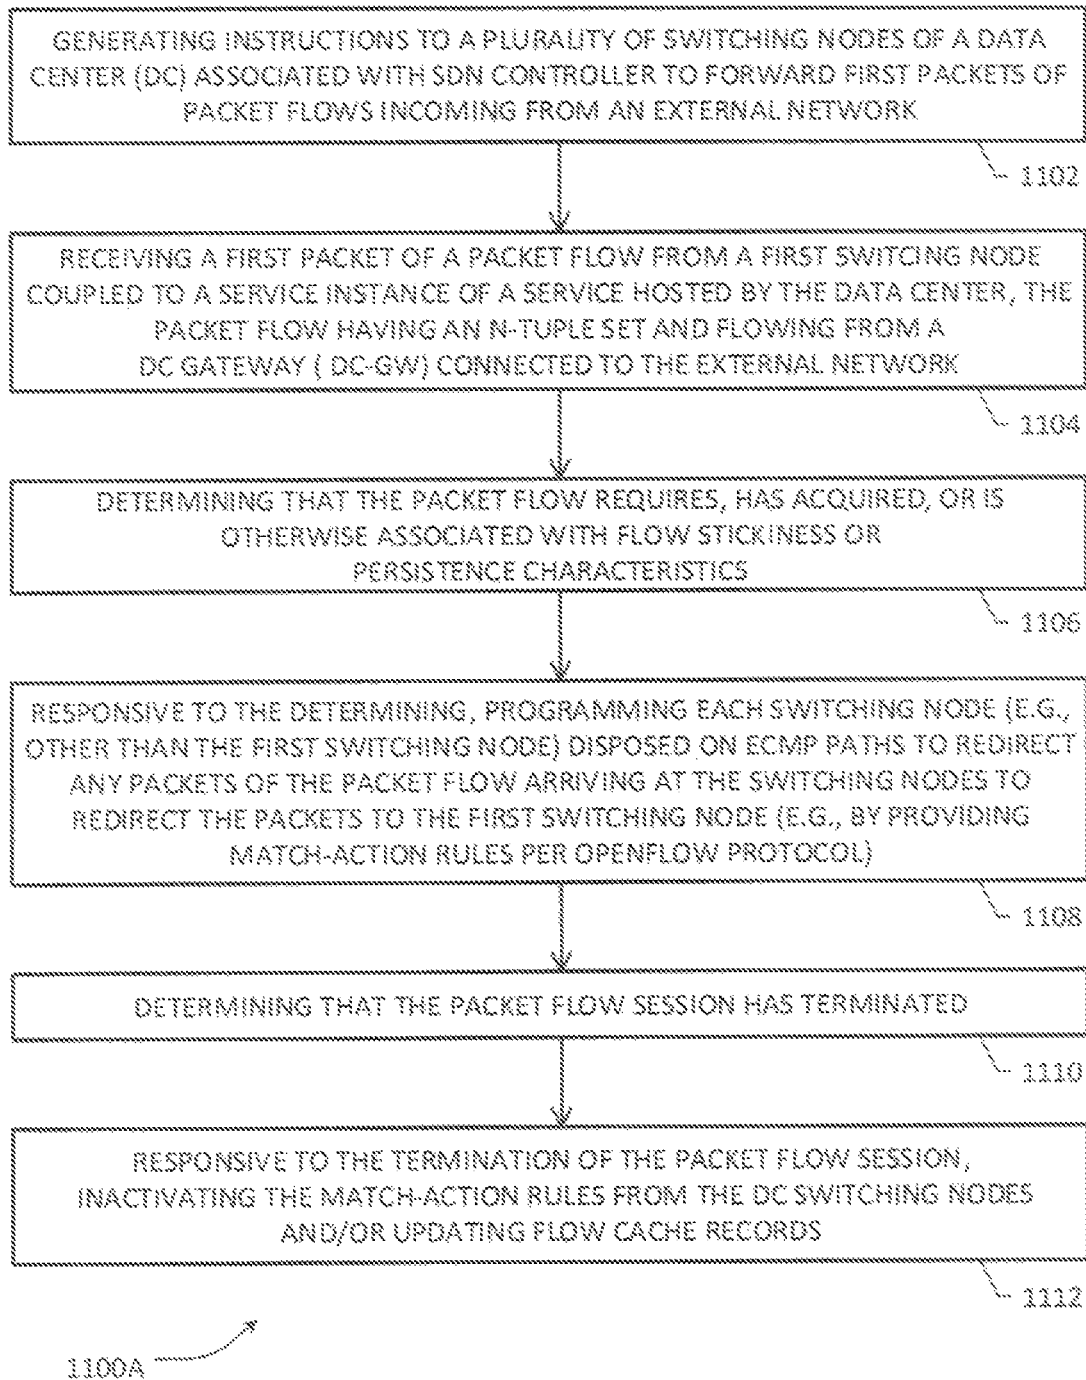 GENERATING INSTRUCTIONS TO A PLURALITY OF SWITCHING NODES OF A DATA
CENTER (DC) ASSOCIATED WITH SDN CONTROLLER TO FORWARD FIRST PACKETS OF
PACKET FLOWS INCOMING FROM AN EXTERNAL NETWORK
1102
RECEIVING A FIRST PACKET OF A PACKET FLOW FROM A FIRST SWITCING NODE
COUPLED TO A SERVICE INSTANCE OF A SERVICE HOSTED BY THE DATA CENTER, THE
PACKET FLOW HAVING AN N-TUPLE SET AND FLOWING FROM A
DC GATEWAY ( DC-GW) CONNECTED TO THE EXTERNAL NETWORK
1104
DETERMINING THAT THE PACKET FLOW REQUIRES, HAS ACQUIRED, OR IS
OTHERWISE ASSOCIATED WITH FLOW STICKINESS OR
PERSISTENCE CHARACTERISTICS
1106
RESPONSIVE TO THE DETERMINING, PROGRAMMING EACH SWITCHING NODE (E.G.,
OTHER THAN THE FIRST SWITCHING NODE) DISPOSED ON ECMP PATHS TO REDIRECT
ANY PACKETS OF THE PACKET FLOW ARRIVING AT THE SWITCHING NODES TO
REDIRECT THE PACKETS TO THE FIRST SWITCHING NODE (E.G., BY PROVIDING
MATCH-ACTION RULES PER OPENFLOW PROTOCOL)
1108
DETERMINING THAT THE PACKET FLOW SESSION HAS TERMINATED
1110
RESPONSIVE TO THE TERMINATION OF THE PACKET FLOW SESSION,
INACTIVATING THE MATCH-ACTION RULES FROM THE DC SWITCHING NODES
AND/OR UPDATING FLOW CACHE RECORDS
1112
1100A